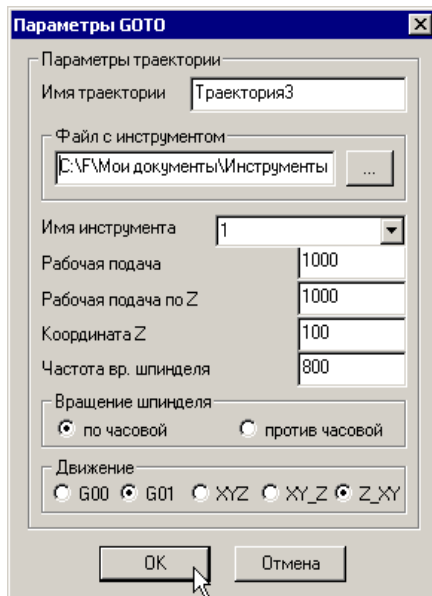 Параметры GOTO
Параметры траектории
Имя траектории Траектория3
Файл с инструментом
C:\F\Мои документы\Инструменты ...
Имя инструмента 1
Рабочая подача 1000
Рабочая подача по Z 1000
Координата Z 100
Частота вр. шпинделя 800
Вращение шпинделя
по часовой против часовой
Движение
G00 G01 XYZ XY_Z Z_XY
OK Отмена